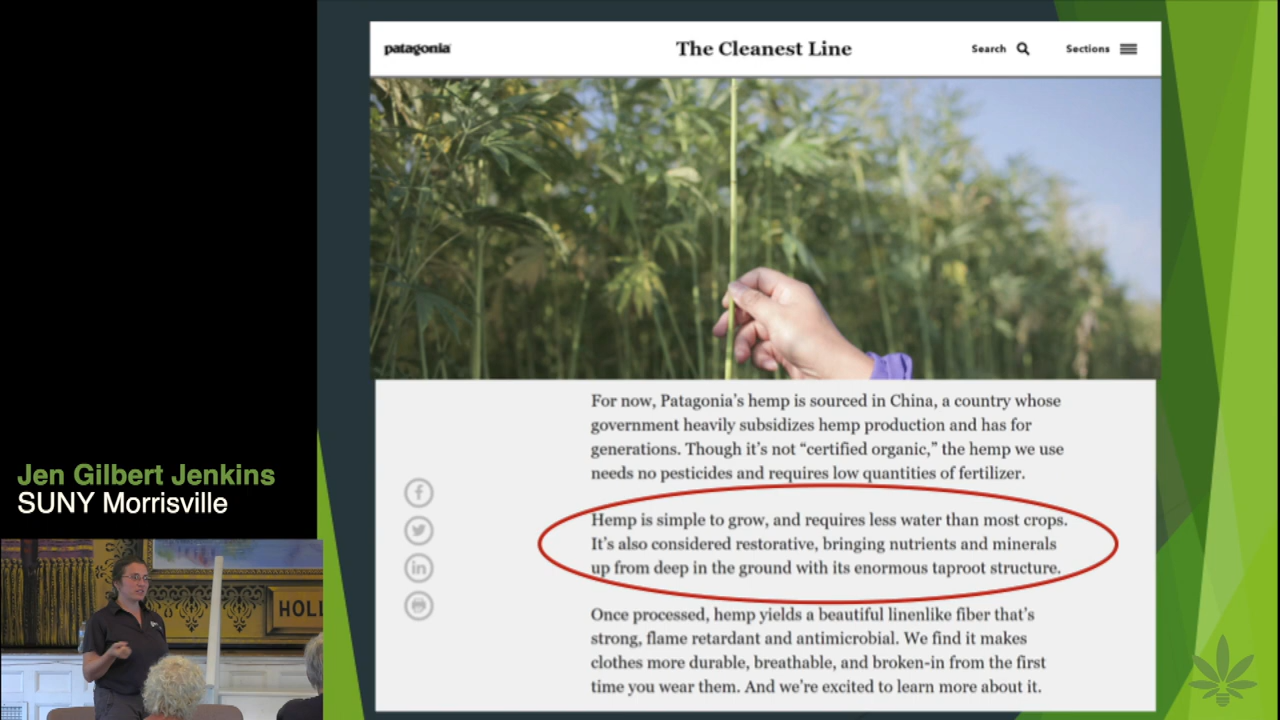 patagonia
The Cleanest Line
Search
Sections
For now, Patagonia’s hemp is sourced in China, a country whose
government heavily subsidizes hemp production and has for
generations. Though it’s not “certified organic,” the hemp we use
needs no pesticides and requires low quantities of fertilizer.
Hemp is simple to grow, and requires less water than most crops.
It’s also considered restorative, bringing nutrients and minerals
up from deep in the ground with its enormous taproot structure.
Once processed, hemp yields a beautiful linenlike fiber that’s
strong, flame retardant and antimicrobial. We find it makes
clothes more durable, breathable, and broken-in from the first
time you wear them. And we’re excited to learn more about it.
Jen Gilbert Jenkins
SUNY Morrisville
HOLL